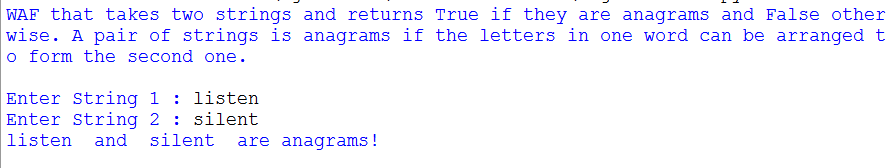 WAF that takes two strings and returns True if they are anagrams and False other
wise. A pair of strings is anagrams if the letters in one word can be arranged t
o form the second one.
Enter String 1 : listen
Enter String 2 : silent
listen  and  silent  are anagrams!